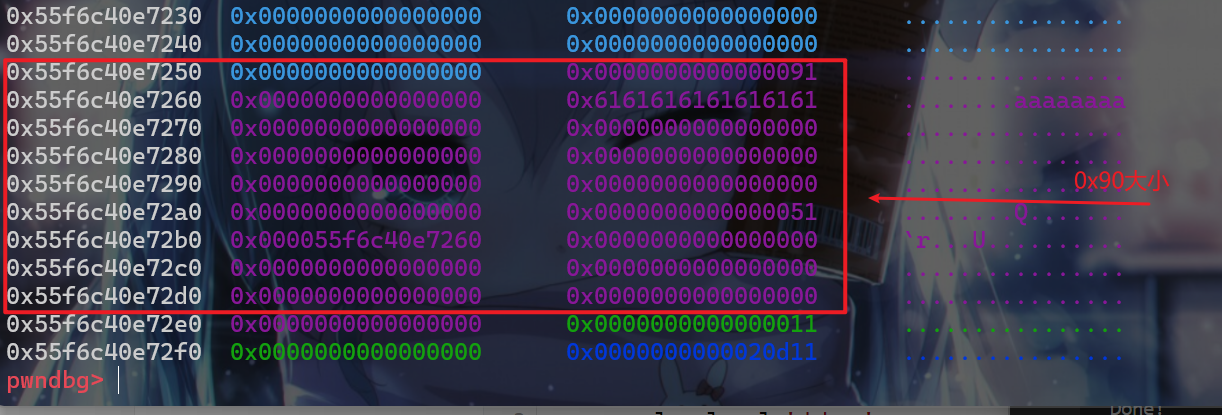 0x55f6c40e7230 0x0000000000000000 0x0000000000000000 ................
0x55f6c40e7240 0x0000000000000000 0x0000000000000000 ................
0x55f6c40e7250 0x0000000000000000 0x0000000000000091 ................
0x55f6c40e7260 0x0000000000000000 0x6161616161616161 ........aaaaaaaa
0x55f6c40e7270 0x0000000000000000 0x0000000000000000 ................
0x55f6c40e7280 0x0000000000000000 0x0000000000000000 ................
0x55f6c40e7290 0x0000000000000000 0x0000000000000000 ................
0x90大小
0x55f6c40e72a0 0x0000000000000000 0x0000000000000051 ........Q.......
0x55f6c40e72b0 0x000055f6c40e7260 0x0000000000000000 `r...U..........
0x55f6c40e72c0 0x0000000000000000 0x0000000000000000 ................
0x55f6c40e72d0 0x0000000000000000 0x0000000000000000 ................
0x55f6c40e72e0 0x0000000000000000 0x0000000000000011 ................
0x55f6c40e72f0 0x0000000000000000 0x0000000000020d11 ................
pwndbg>
Done!